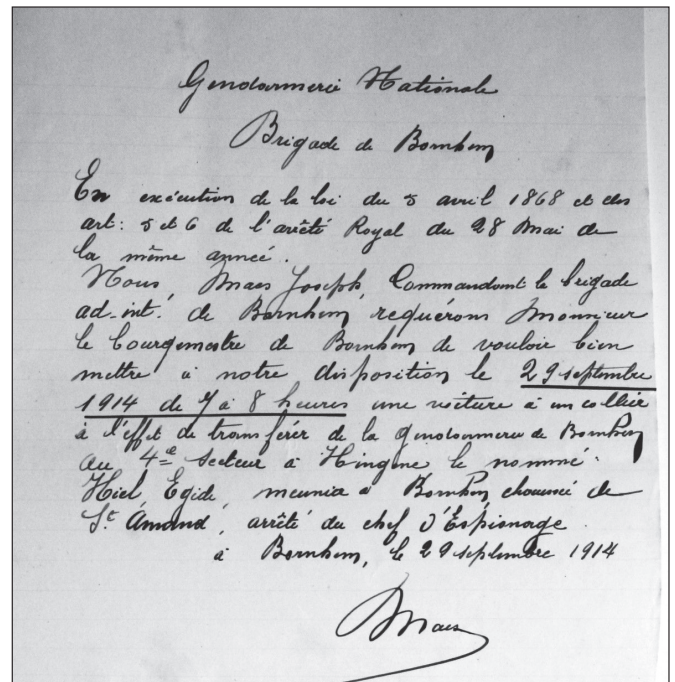 Gendarmerie Nationale
Brigade de Bornhem
En exécution de la loi du 5 avril 1868 et des
art: 5 et 6 de l'arrêté Royal du 28 Mai de
la même année.
Nous, Maes Joseph, Commandant la brigade
ad-int. de Bornhem, requérons Monsieur
le bourgmestre de Bornhem de vouloir bien
mettre à notre disposition le 29 septembre
1914 de 7 à 8 heures une voiture à un collier
à l'effet de transférer de la gendarmerie de Bornhem
au 4e secteur à Hingene le nommé.
Hiel, Egide, meunier à Bornhem, chaussée de
St Amand, arrêté du chef d'Espionage.
à Bornhem, le 29 septembre 1914
Maes